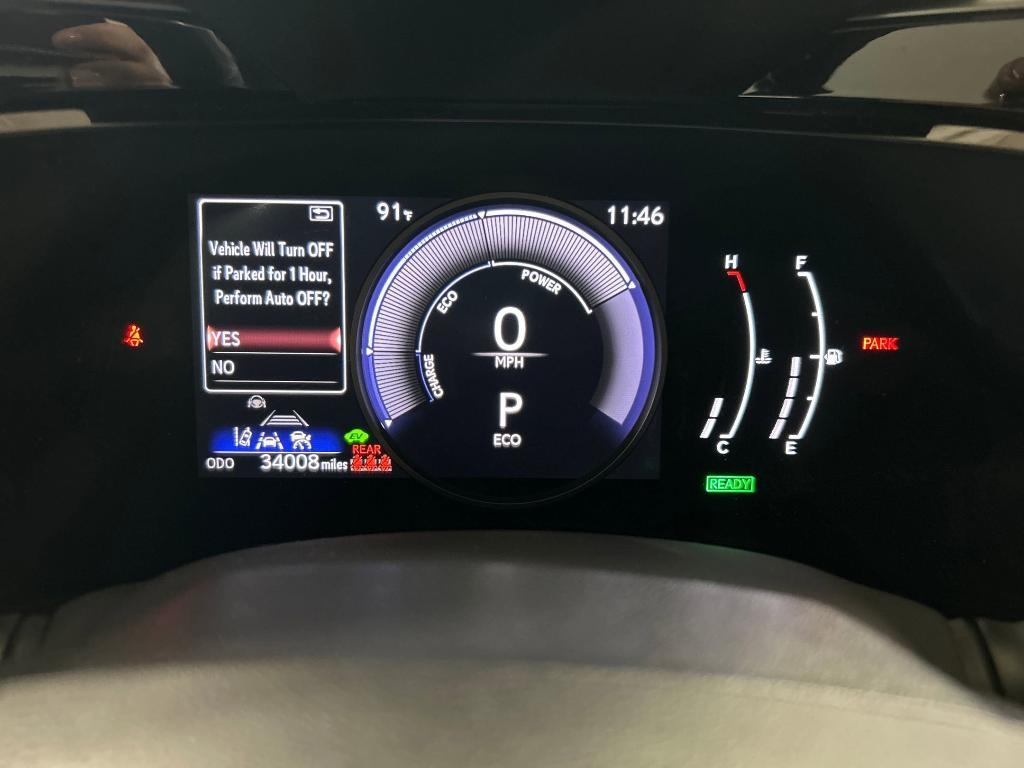 Vehicle Will Turn OFF
if Parked for 1 Hour,
Perform Auto OFF?
YES
NO
ODO 34008 miles
EV
REAR
91°F
11:46
CHARGE
ECO
POWER
0
MPH
P
ECO
H
C
F
E
READY
PARK